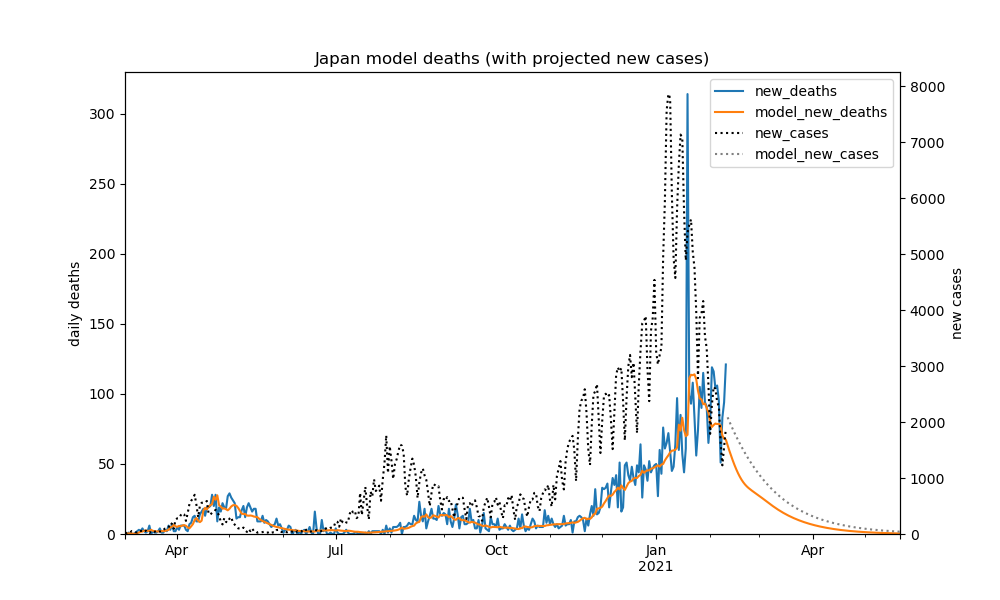 Japan model deaths (with projected new cases)
new_deaths
model_new_deaths
new_cases
model_new_cases
daily deaths
0
50
100
150
200
250
300
new cases
0
1000
2000
3000
4000
5000
6000
7000
8000
Apr
Jul
Oct
Jan
2021
Apr